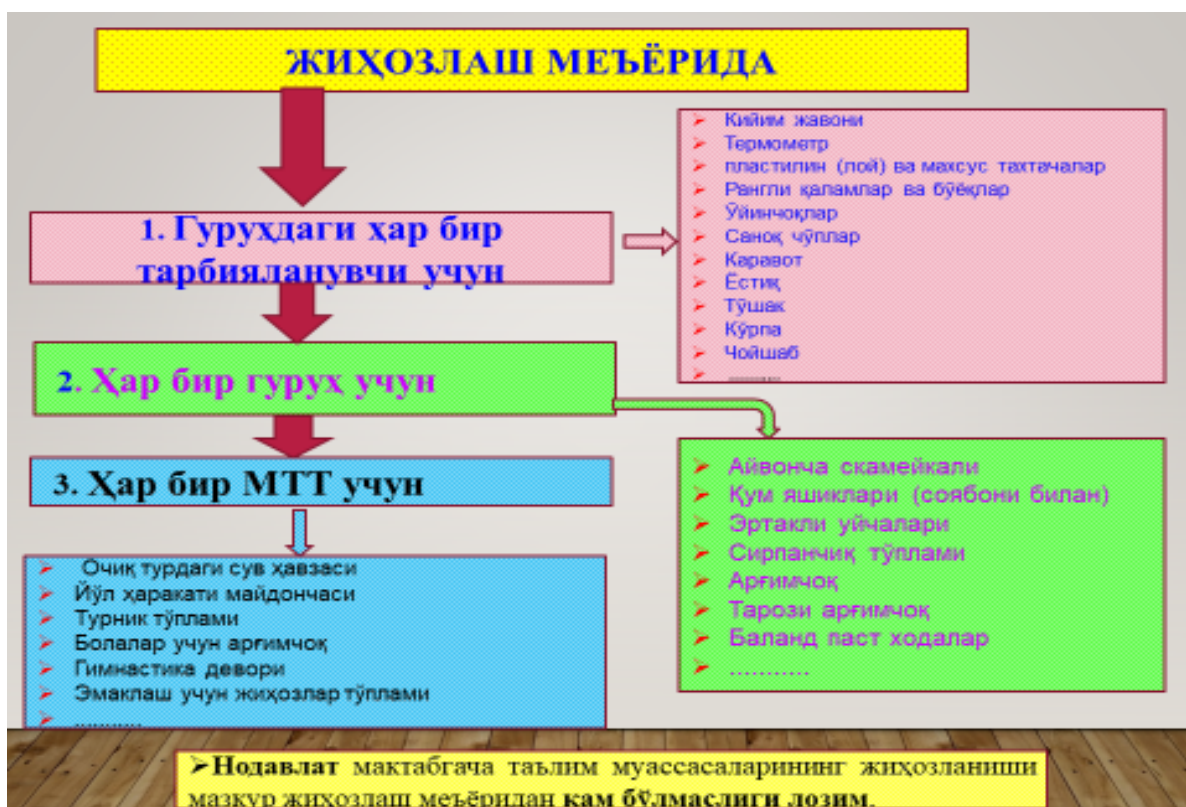 ЖИҲОЗЛАШ МЕЪЁРИДА
1. Гуруҳдаги ҳар бир
тарбияланувчи учун
Кийим жавони
Термометр
пластилин (лой) ва махсус тахтачалар
Рангли қаламлар ва бўёқлар
Ўйинчоқлар
Саноқ чўплар
Каравот
Ёстиқ
Тўшак
Кўрпа
Чойшаб
...........
2. Ҳар бир гуруҳ учун
Айвонча скамейкали
Қум яшиклари (соябони билан)
Эртакли уйчалари
Сирпанчиқ тўплами
Арғимчоқ
Тарози арғимчоқ
Баланд паст ходалар
...........
3. Ҳар бир МТТ учун
Очиқ турдаги сув ҳавзаси
Йўл ҳаракати майдончаси
Турник тўплами
Болалар учун арғимчоқ
Гимнастика девори
Эмаклаш учун жиҳозлар тўплами
...........
Нодавлат мактабгача таълим муассасаларининг жиҳозланиши
мазкур жиҳозлаш меъёридан кам бўлмаслиги лозим.